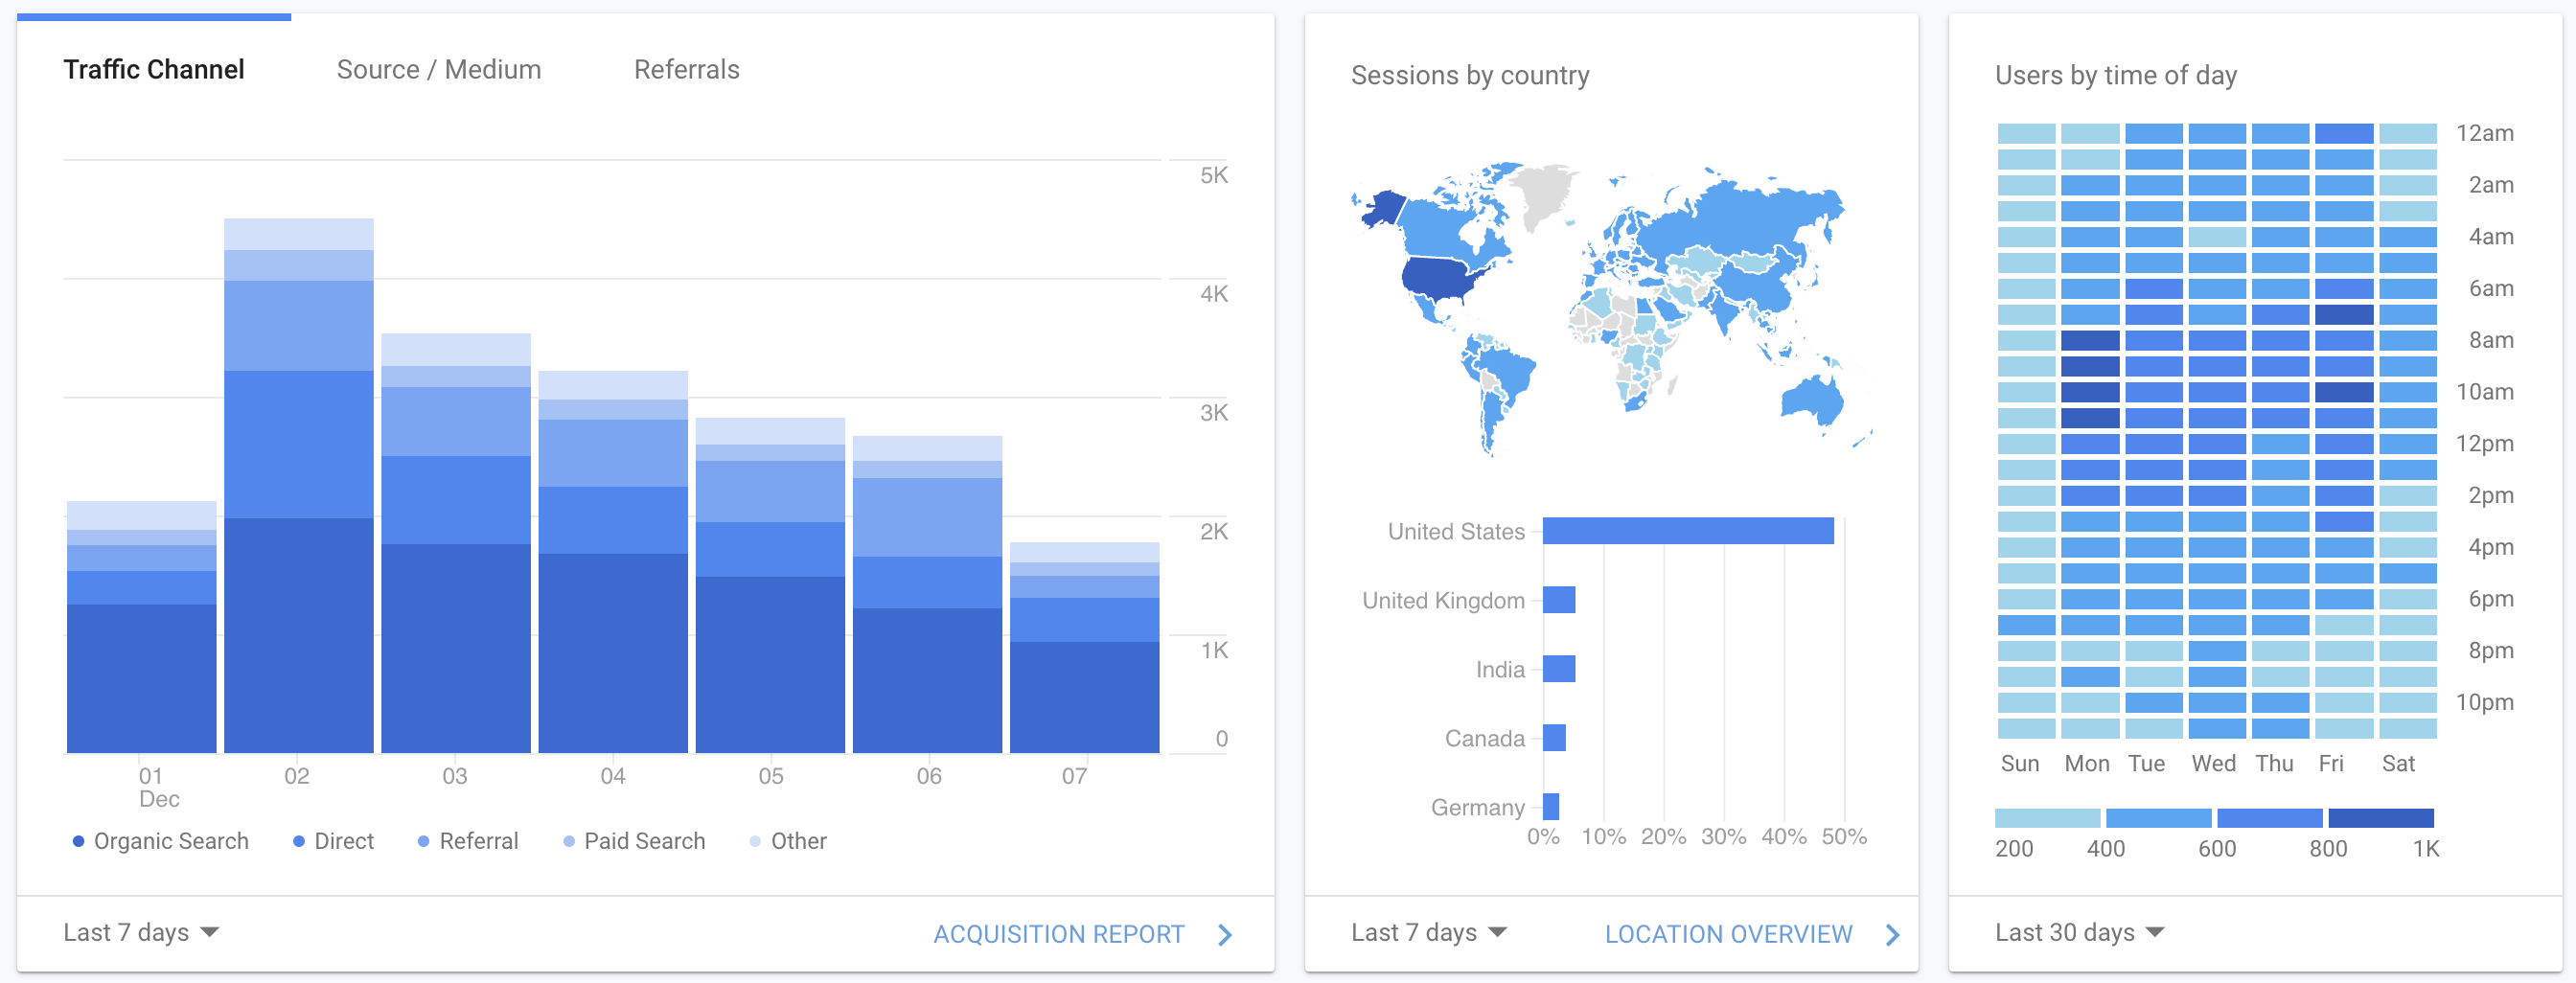 Traffic Channel Source / Medium Referrals
5K
4K
3K
2K
1K
0
01 02 03 04 05 06 07
Dec
Organic Search Direct Referral Paid Search Other
Last 7 days ACQUISITION REPORT
Sessions by country
United States
United Kingdom
India
Canada
Germany
0% 10% 20% 30% 40% 50%
Last 7 days LOCATION OVERVIEW
Users by time of day
12am
2am
4am
6am
8am
10am
12pm
2pm
4pm
6pm
8pm
10pm
Sun Mon Tue Wed Thu Fri Sat
200 400 600 800 1K
Last 30 days